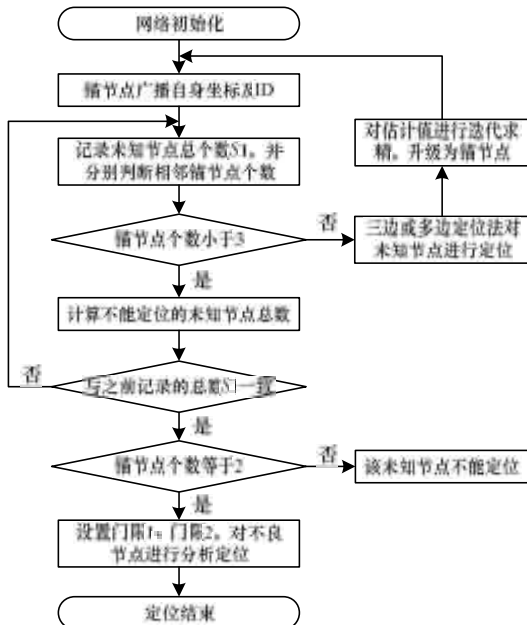 网络初始化
锚节点广播自身坐标及ID
记录未知节点总个数S1。并
分别判断相邻锚节点个数
对估计值进行迭代求
精。升级为锚节点
锚节点个数小于3
否
三边或多边定位法对
未知节点进行定位
是
计算不能定位的未知节点总数
否
与之前记录的总数S1一致
是
锚节点个数等于2
否
该未知节点不能定位
是
设置门限1 门限2。对不良
节点进行分析定位
定位结束